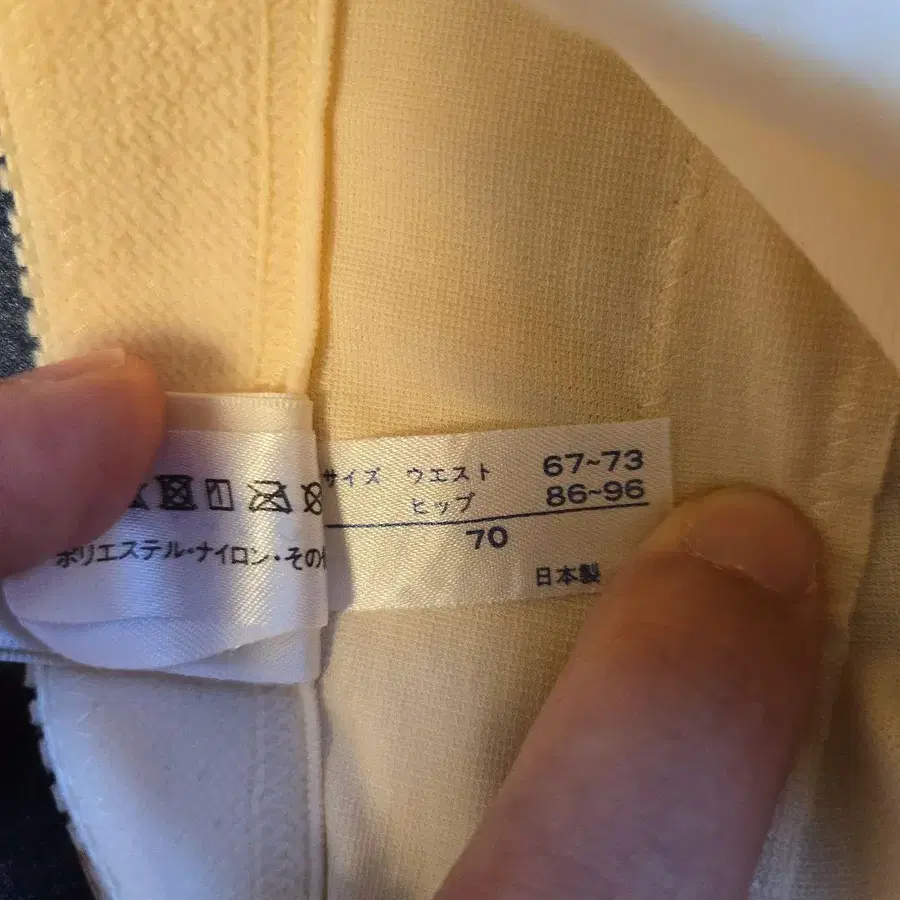 サイズ ウエスト 67~73
ヒップ 86~96
70
日本製
ポリエステル・ナイロン・その